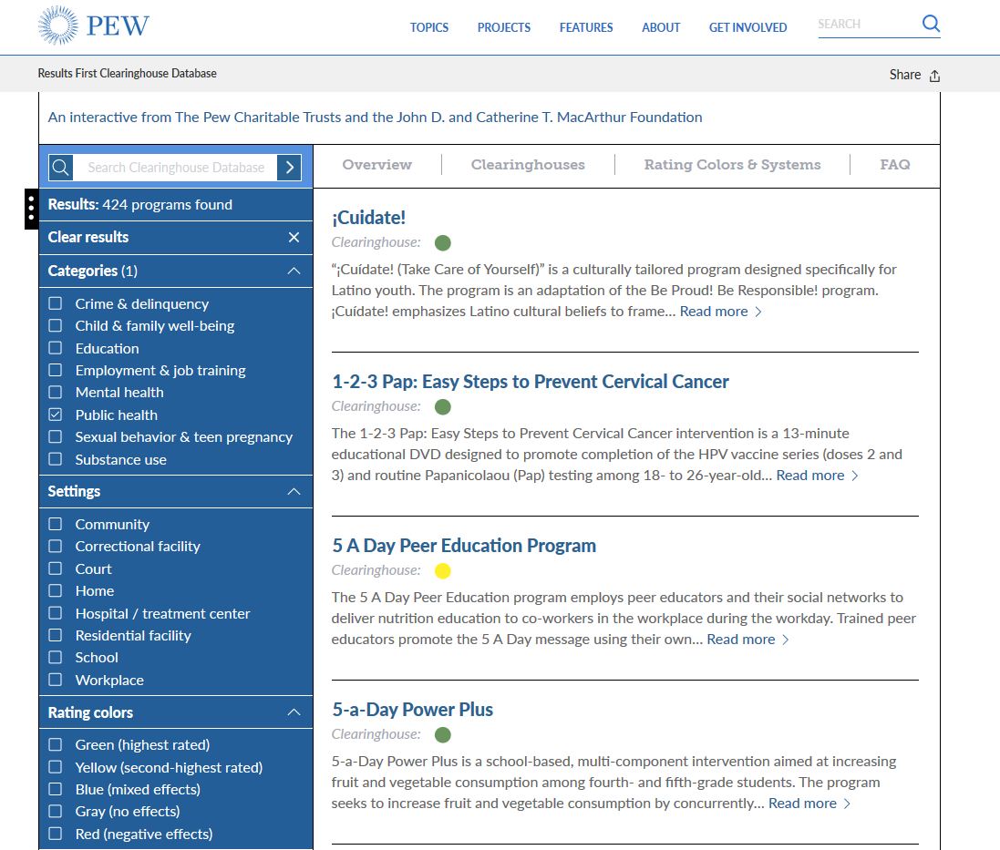 PEW
TOPICS PROJECTS FEATURES ABOUT GET INVOLVED SEARCH
Results First Clearinghouse Database
Share
An interactive from The Pew Charitable Trusts and the John D. and Catherine T. MacArthur Foundation
Search Clearinghouse Database
Results: 424 programs found
Clear results
Categories (1)
Crime & delinquency
Child & family well-being
Education
Employment & job training
Mental health
Public health
Sexual behavior & teen pregnancy
Substance use
Settings
Community
Correctional facility
Court
Home
Hospital / treatment center
Residential facility
School
Workplace
Rating colors
Green (highest rated)
Yellow (second-highest rated)
Blue (mixed effects)
Gray (no effects)
Red (negative effects)
Overview Clearinghouses Rating Colors & Systems FAQ
¡Cuidate!
Clearinghouse:
“¡Cuídate! (Take Care of Yourself)” is a culturally tailored program designed specifically for
Latino youth. The program is an adaptation of the Be Proud! Be Responsible! program.
¡Cuídate! emphasizes Latino cultural beliefs to frame... Read more
1-2-3 Pap: Easy Steps to Prevent Cervical Cancer
Clearinghouse:
The 1-2-3 Pap: Easy Steps to Prevent Cervical Cancer intervention is a 13-minute
educational DVD designed to promote completion of the HPV vaccine series (doses 2 and
3) and routine Papanicolaou (Pap) testing among 18- to 26-year-old... Read more
5 A Day Peer Education Program
Clearinghouse:
The 5 A Day Peer Education program employs peer educators and their social networks to
deliver nutrition education to co-workers in the workplace during the workday. Trained peer
educators promote the 5 A Day message using their own... Read more
5-a-Day Power Plus
Clearinghouse:
5-a-Day Power Plus is a school-based, multi-component intervention aimed at increasing
fruit and vegetable consumption among fourth- and fifth-grade students. The program
seeks to increase fruit and vegetable consumption by concurrently... Read more